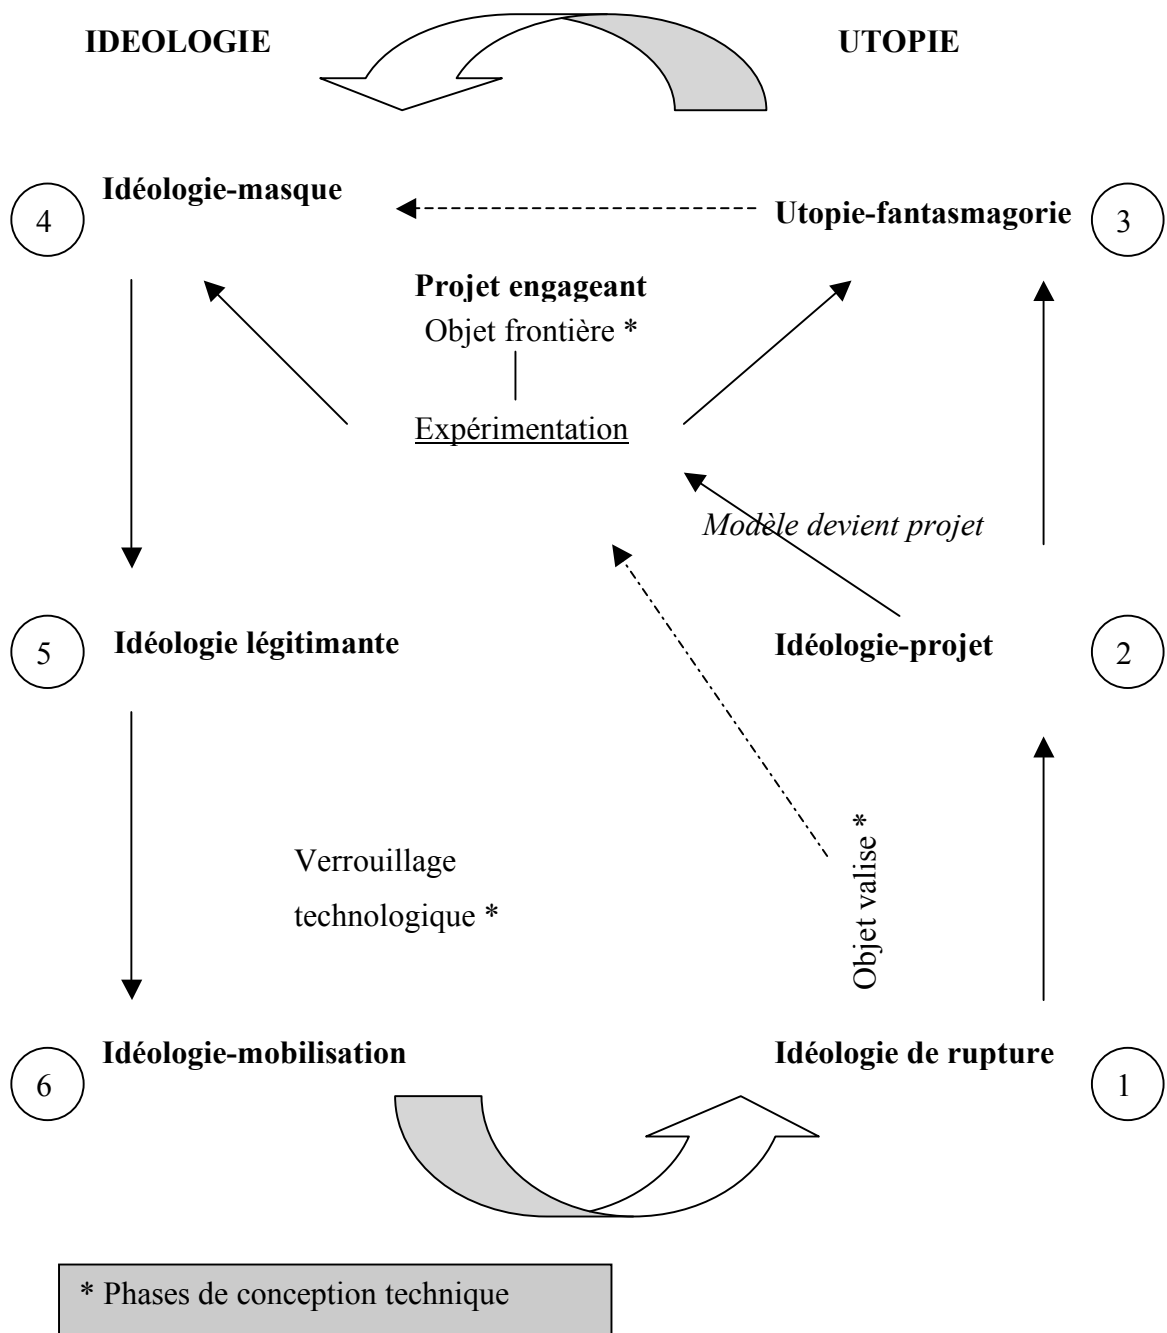 IDEOLOGIE
UTOPIE
Idéologie-masque
4
Utopie-fantasmagorie
3
Projet engageant
Objet frontière *
Expérimentation
Modèle devient projet
5
Idéologie légitimante
Idéologie-projet
2
Objet valise *
Verrouillage
technologique *
6
Idéologie-mobilisation
Idéologie de rupture
1
* Phases de conception technique